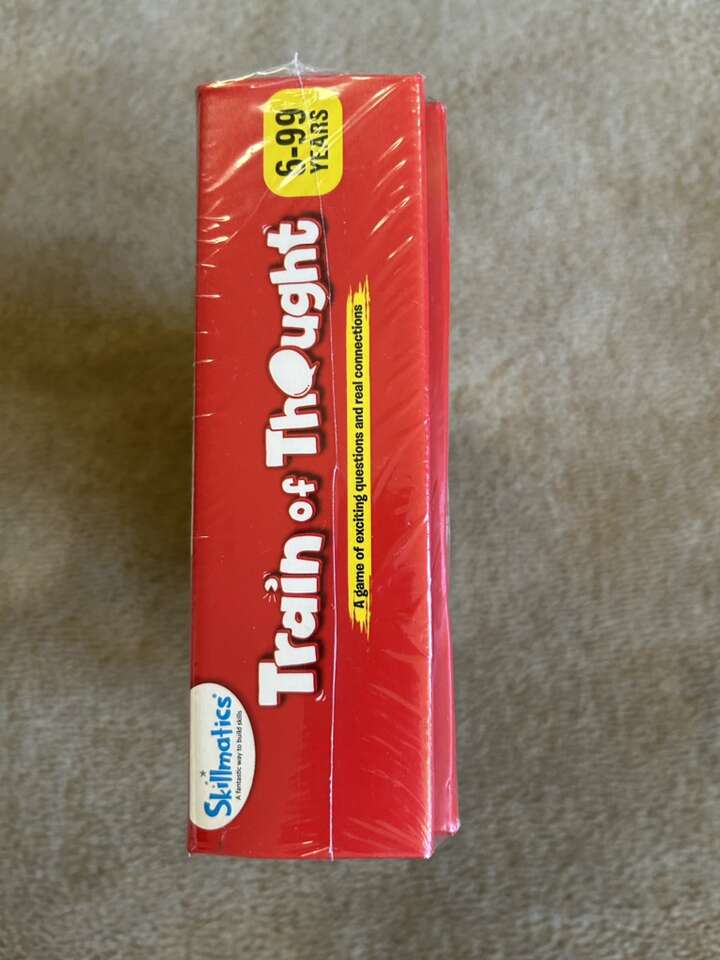 Skillmatics®
A fantastic way to build skills
Train of Thought
A game of exciting questions and real connections
6-99
YEARS